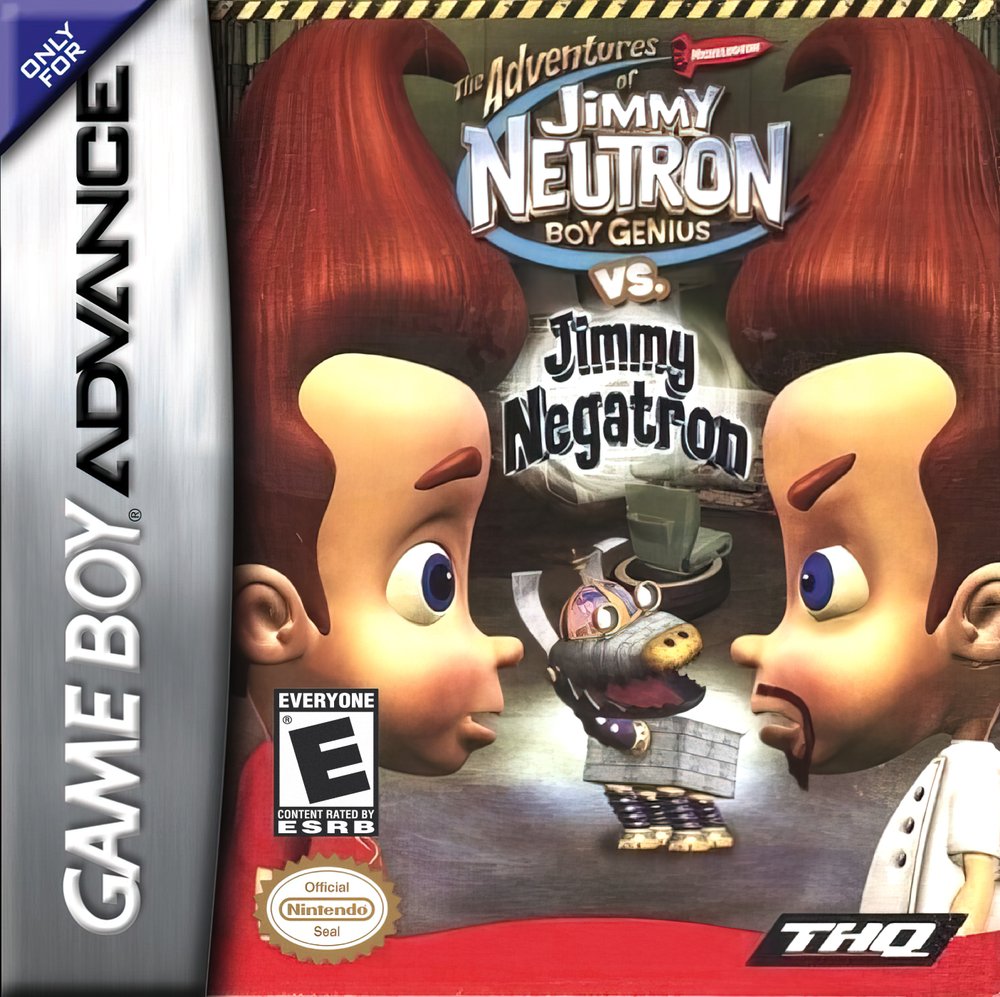 ONLY
FOR
GAME BOY® ADVANCE
The Adventures
NICKELODEON
OF
JIMMY
NEUTRON
BOY GENIUS
VS.
Jimmy
Negatron
EVERYONE
®
E
CONTENT RATED BY
ESRB
Official
Nintendo
Seal
THQ